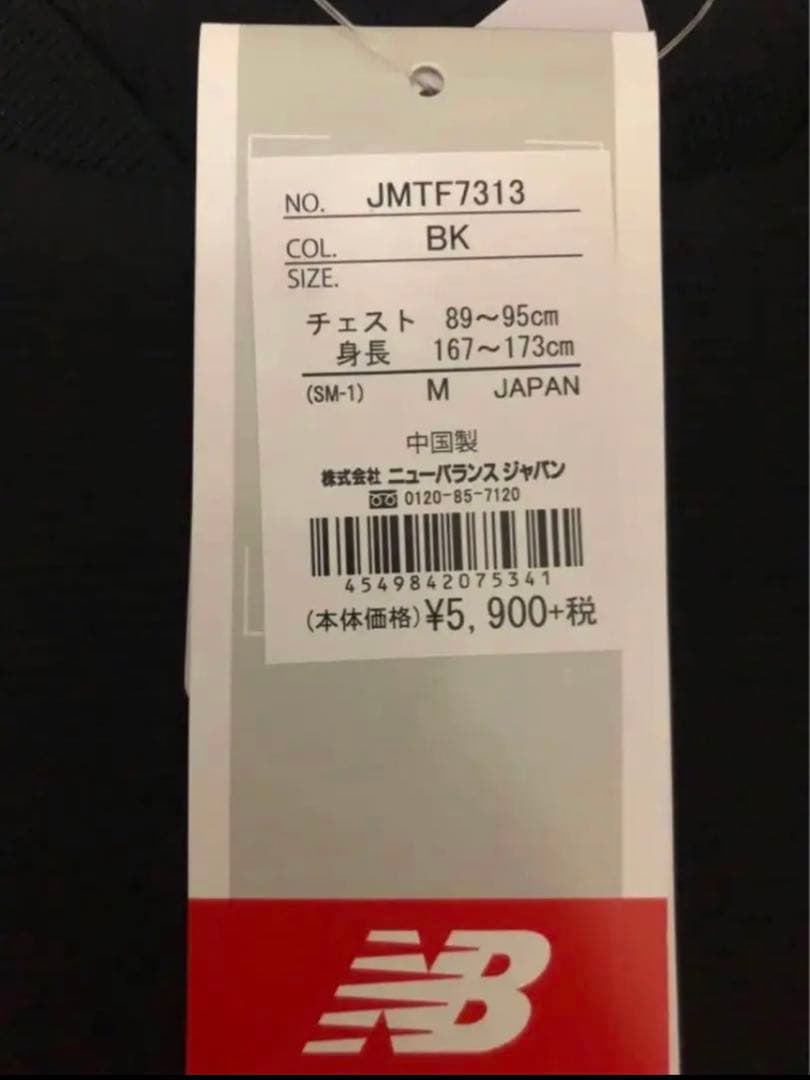 NO. JMTF7313
COL. BK
SIZE.
チェスト 89〜95cm
身長 167〜173cm
(SM-1) M JAPAN
中国製
株式会社 ニューバランス ジャパン
0120-85-7120
4549842075341
(本体価格)¥5,900+税
NB